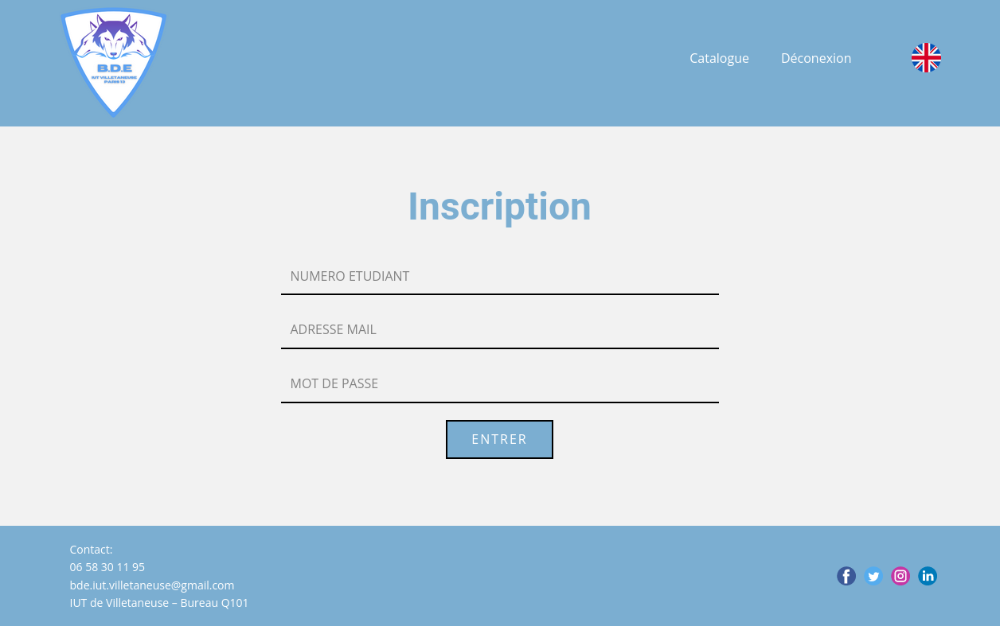 B.D.E
IUT VILLETANEUSE
PARIS 13
Catalogue
Déconexion
Inscription
NUMERO ETUDIANT
ADRESSE MAIL
MOT DE PASSE
ENTRER
Contact:
06 58 30 11 95
bde.iut.villetaneuse@gmail.com
IUT de Villetaneuse – Bureau Q101